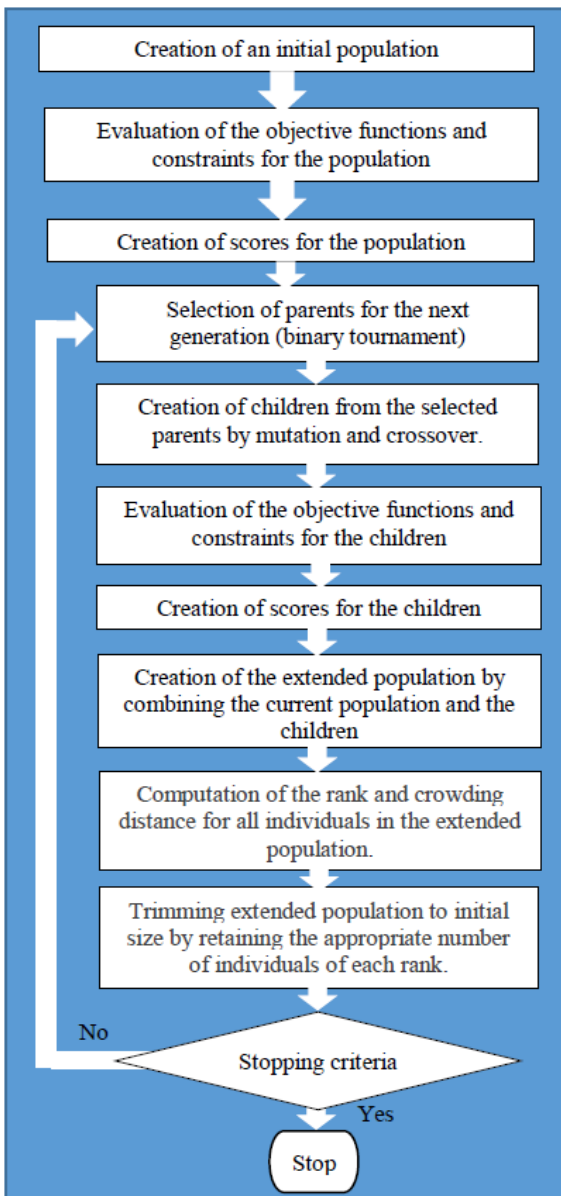 Creation of an initial population
Evaluation of the objective functions and
constraints for the population
Creation of scores for the population
Selection of parents for the next
generation (binary tournament)
Creation of children from the selected
parents by mutation and crossover.
Evaluation of the objective functions and
constraints for the children
Creation of scores for the children
Creation of the extended population by
combining the current population and the
children
Computation of the rank and crowding
distance for all individuals in the extended
population.
Trimming extended population to initial
size by retaining the appropriate number
of individuals of each rank.
No
Stopping criteria
Yes
Stop